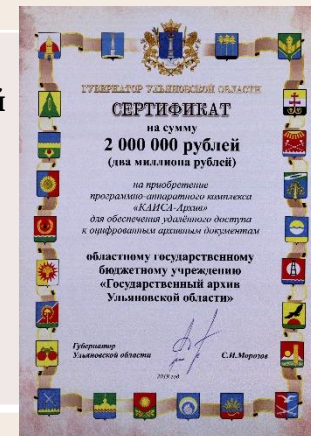 й
ГУБЕРНАТОР УЛЬЯНОВСКОЙ ОБЛАСТИ
СЕРТИФИКАТ
на сумму
2 000 000 рублей
(два миллиона рублей)
на приобретение
программно-аппаратного комплекса
«КАИСА-Архив»
для обеспечения удалённого доступа
к оцифрованным архивным документам
областному государственному
бюджетному учреждению
«Государственный архив
Ульяновской области»
Губернатор
Ульяновской области
С.И.Морозов
2019 год